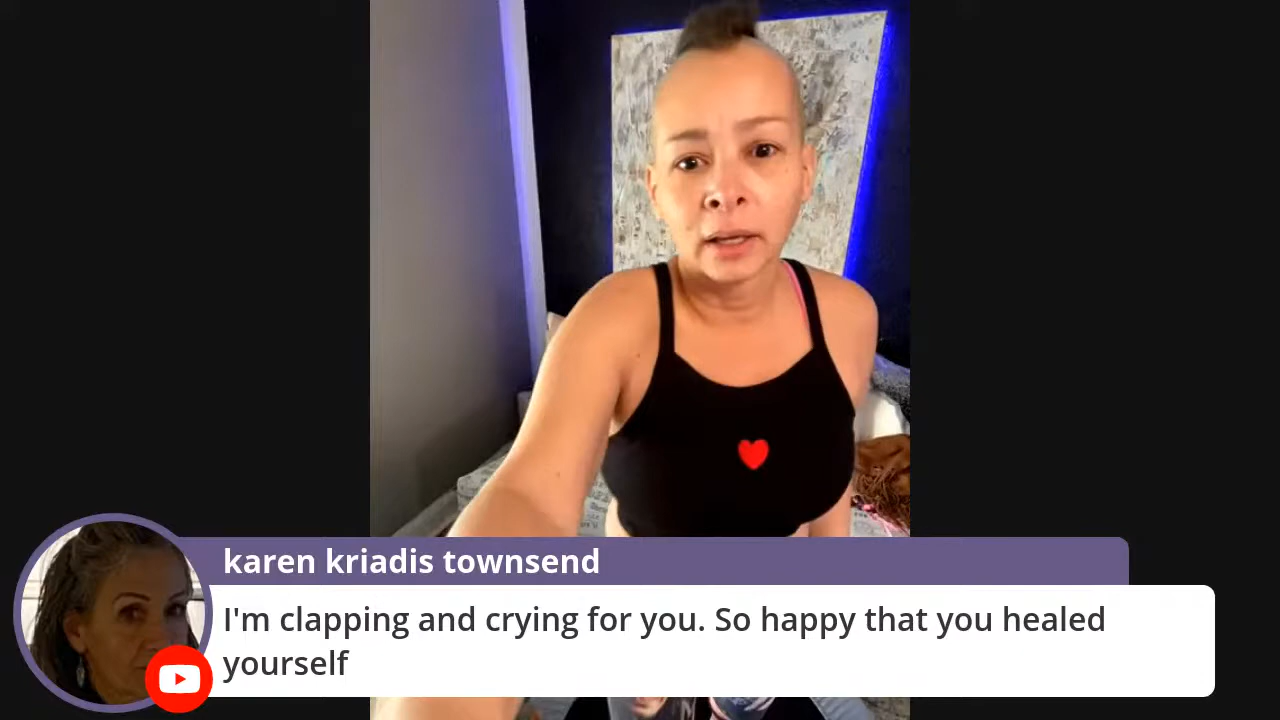 karen kriadis townsend
I'm clapping and crying for you. So happy that you healed
yourself